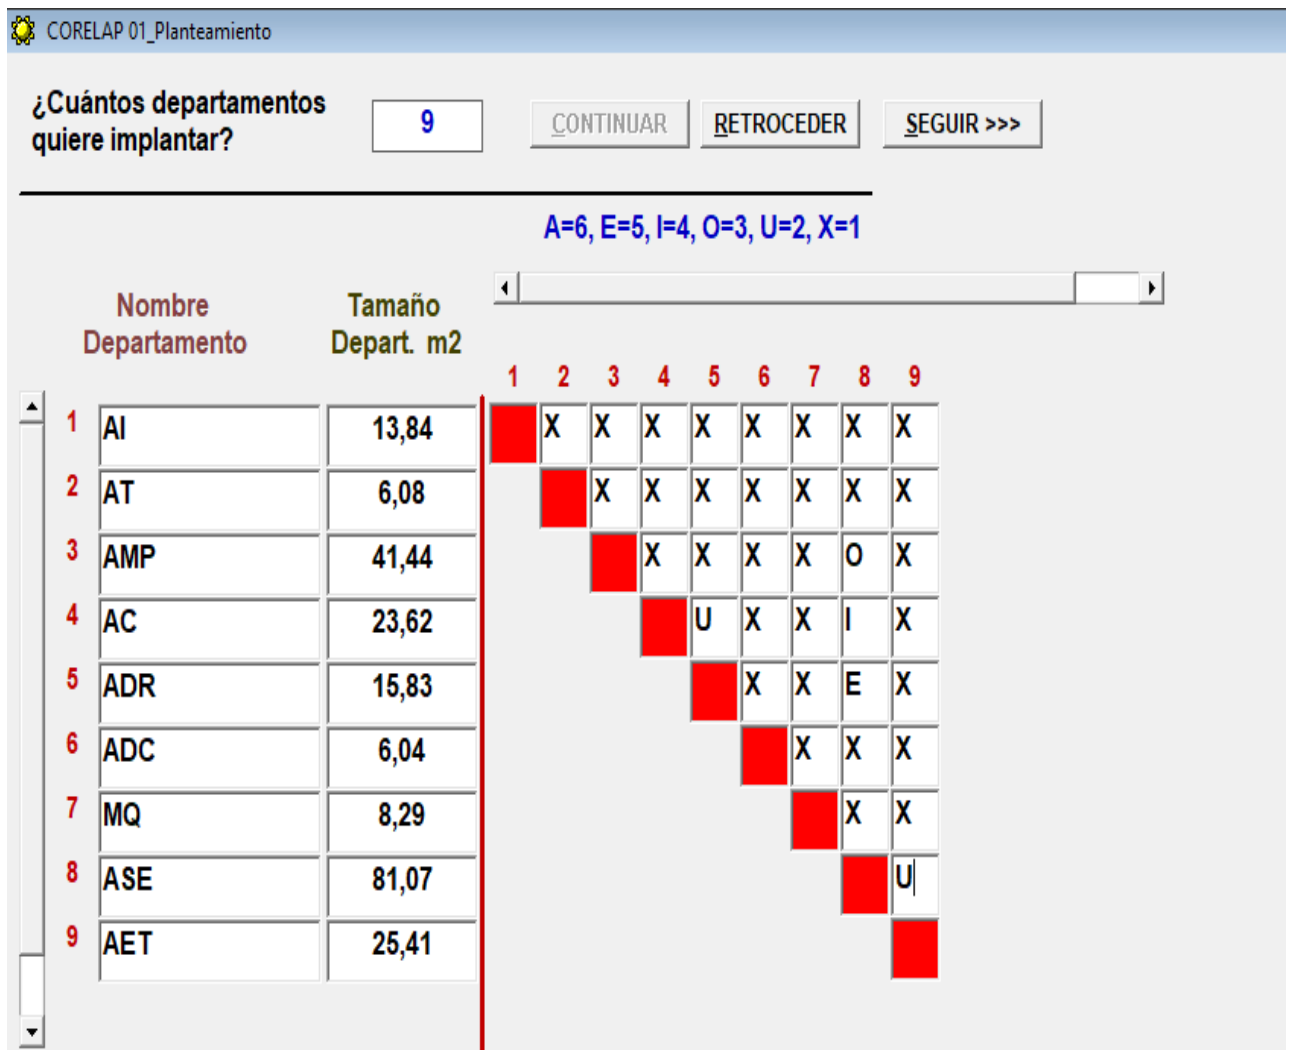 CORELAP 01_Planteamiento
¿Cuántos departamentos
quiere implantar?
9
CONTINUAR
RETROCEDER
SEGUIR >>>
A=6, E=5, I=4, O=3, U=2, X=1
Nombre
Departamento
Tamaño
Depart. m2
1 2 3 4 5 6 7 8 9
1 AI 13,84 X X X X X X X X
2 AT 6,08 X X X X X X X
3 AMP 41,44 X X X X O X
4 AC 23,62 U X X I X
5 ADR 15,83 X X E X
6 ADC 6,04 X X X
7 MQ 8,29 X X
8 ASE 81,07 U
9 AET 25,41